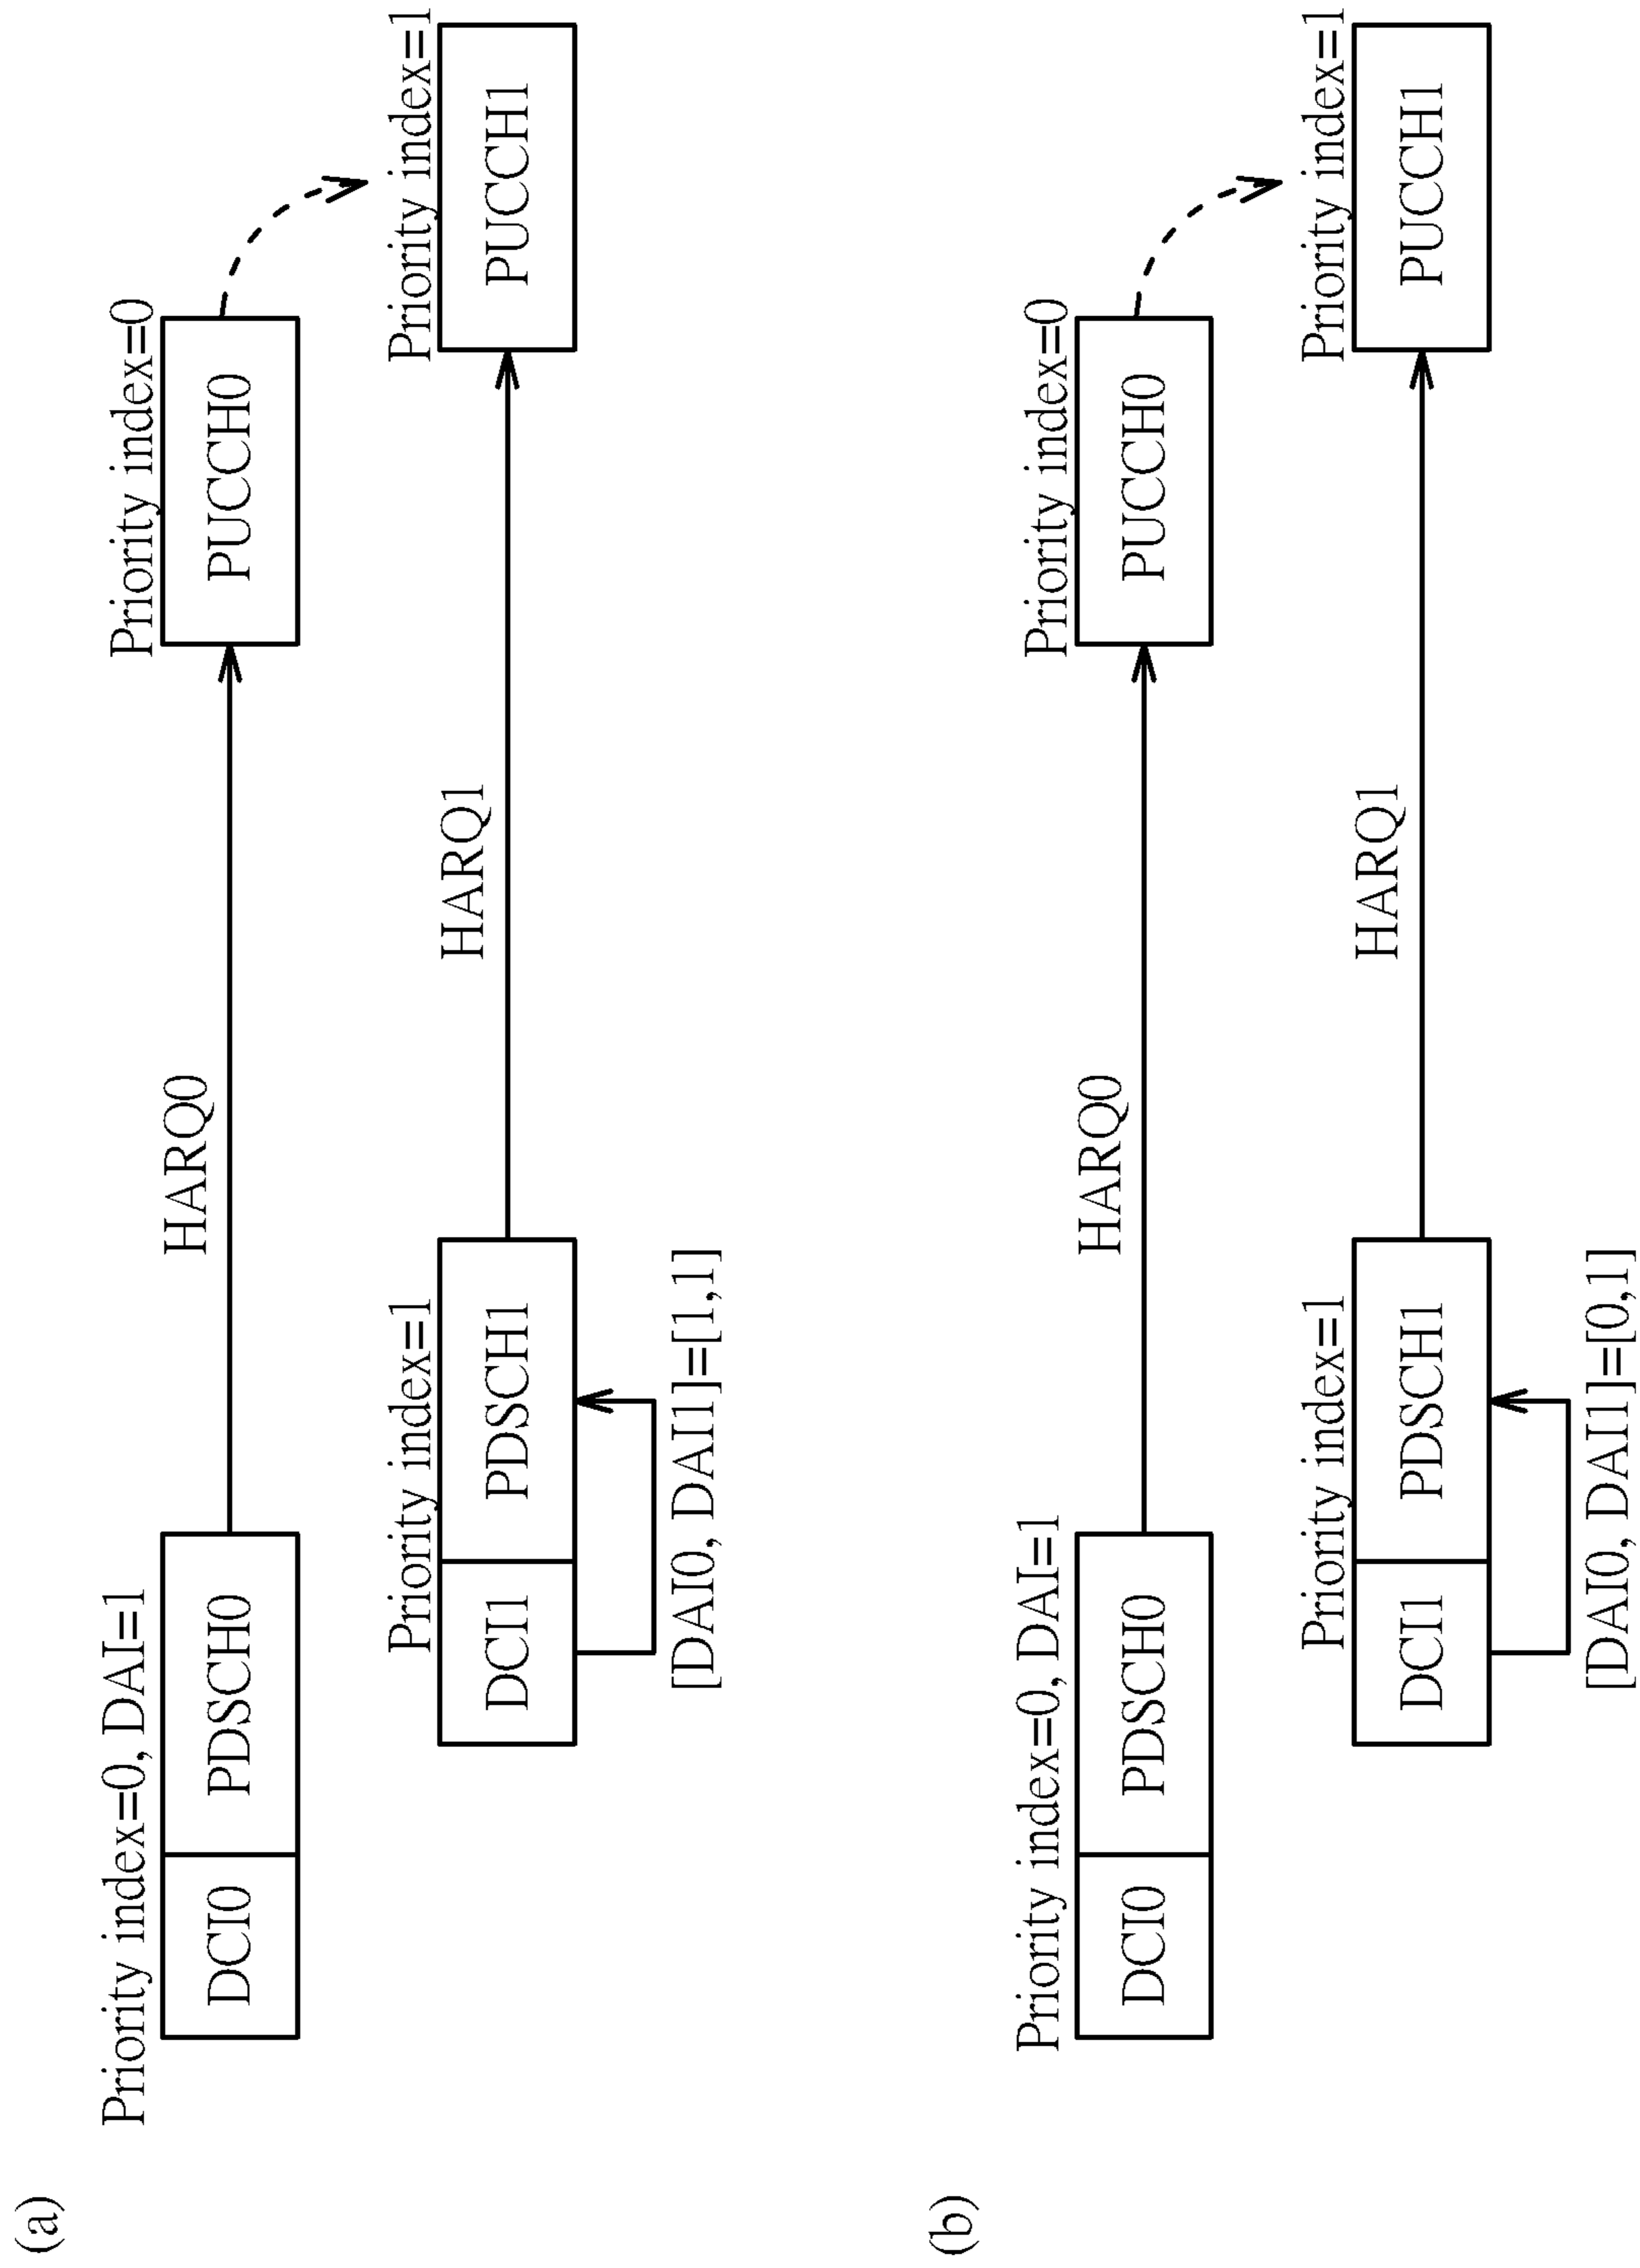 (a)
Priority index=0, DAI=1
DCI0 PDSCH0
HARQ0
Priority index=0
PUCCH0
Priority index=1
DCI1 PDSCH1
HARQ1
Priority index=1
PUCCH1
[DAI0, DAI1]=[1,1]
(b)
Priority index=0, DAI=1
DCI0 PDSCH0
HARQ0
Priority index=0
PUCCH0
Priority index=1
DCI1 PDSCH1
HARQ1
Priority index=1
PUCCH1
[DAI0, DAI1]=[0,1]